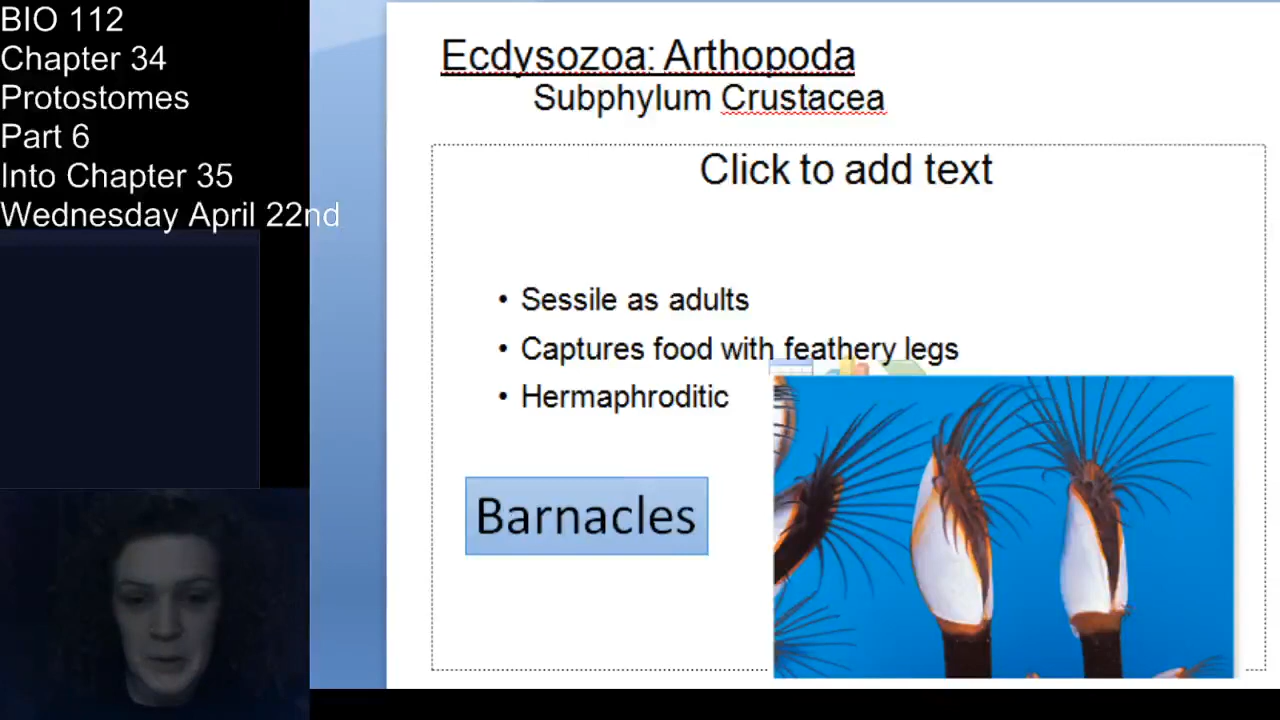 BIO 112
Chapter 34
Protostomes
Part 6
Into Chapter 35
Wednesday April 22nd
Ecdysozoa: Arthopoda
Subphylum Crustacea
Click to add text
• Sessile as adults
• Captures food with feathery legs
• Hermaphroditic
Barnacles